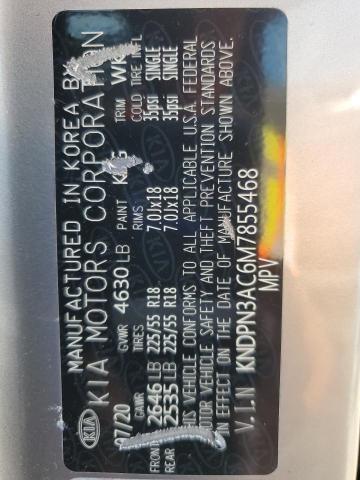 MANUFACTURED IN KOREA BY
KIA KIA MOTORS CORPORATION
07/20 GVWR 4630 LB PAINT TRIM WK
GAWR TIRES RIMS COLD TIRE INFL
FRONT 2646 LB 225/55 R18 7.0Jx18 35psi SINGLE
REAR 2535 LB 225/55 R18 7.0Jx18 35psi SINGLE
THIS VEHICLE CONFORMS TO ALL APPLICABLE U.S.A. FEDERAL
MOTOR VEHICLE SAFETY AND THEFT PREVENTION STANDARDS
IN EFFECT ON THE DATE OF MANUFACTURE SHOWN ABOVE.
V.I.N KNDPN3AC6M7855468
MPV